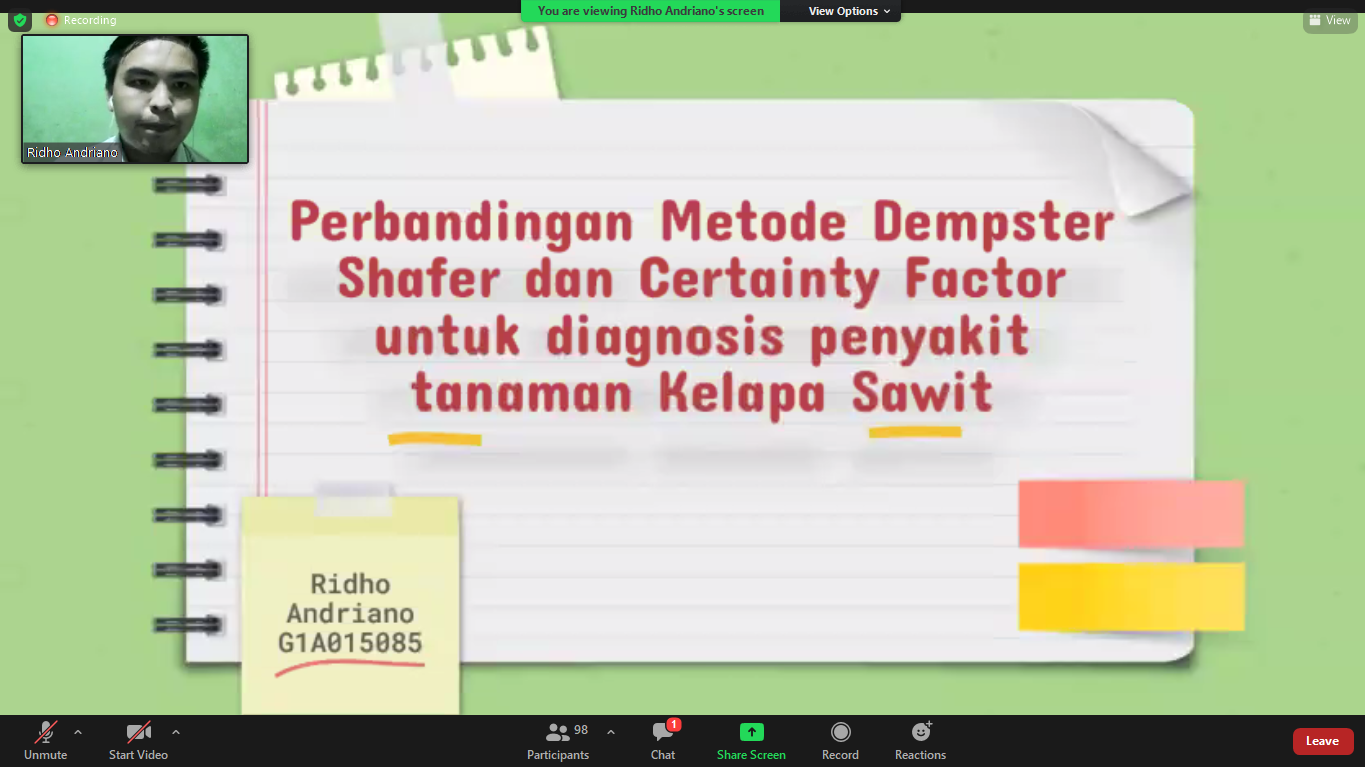 You are viewing Ridho Andriano's screen
View Options
Recording
View
Ridho Andriano
Perbandingan Metode Dempster
Shafer dan Certainty Factor
untuk diagnosis penyakit
tanaman Kelapa Sawit
Ridho
Andriano
G1A015085
Unmute
Start Video
98
Participants
1
Chat
Share Screen
Record
Reactions
Leave